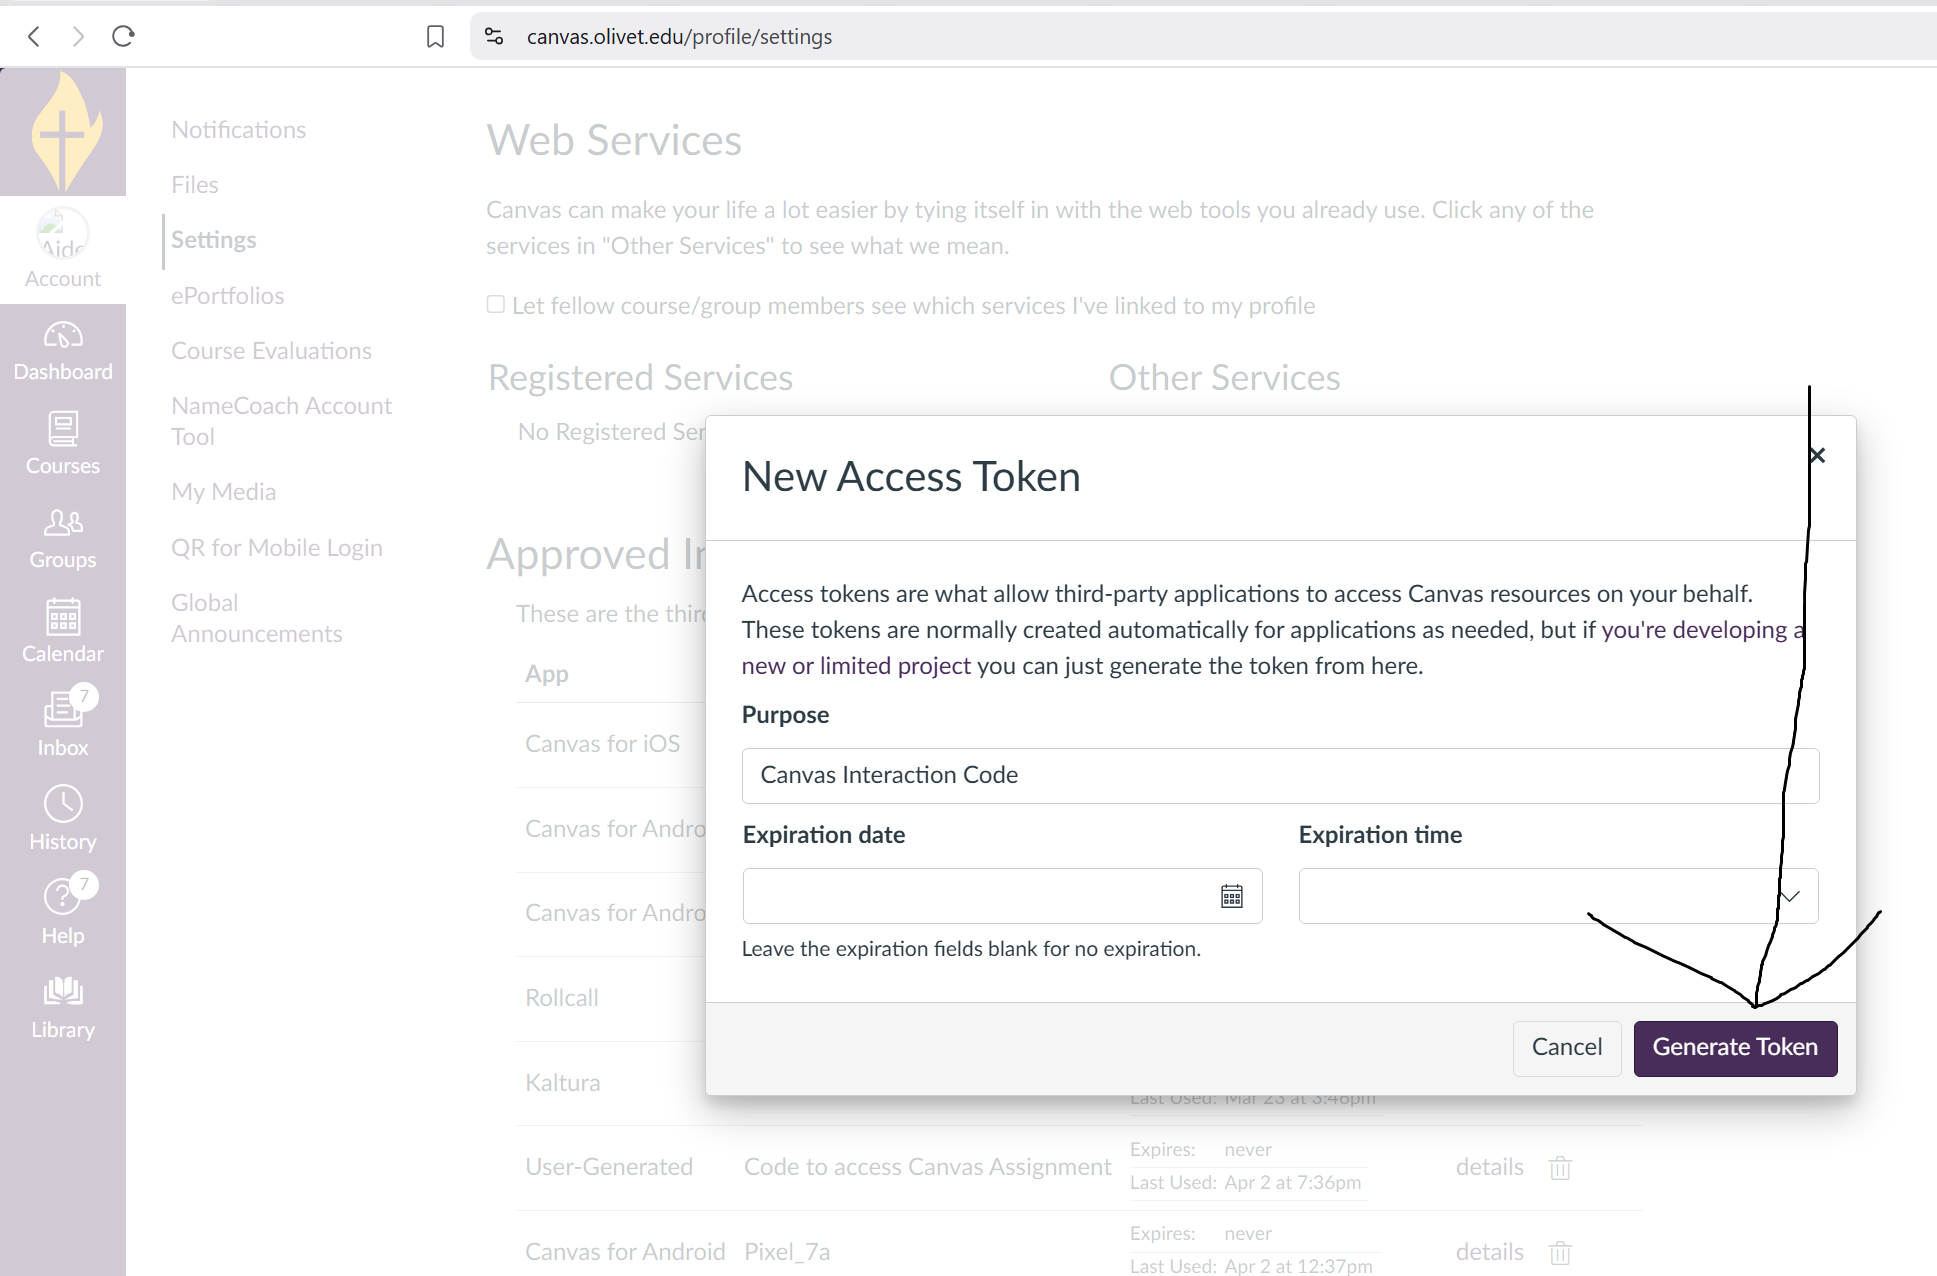 canvas.olivet.edu/profile/settings
Aide
Account
Dashboard
Courses
Groups
Calendar
7
Inbox
History
7
Help
Library
Notifications
Files
Settings
ePortfolios
Course Evaluations
NameCoach Account
Tool
My Media
QR for Mobile Login
Global
Announcements
Web Services
Canvas can make your life a lot easier by tying itself in with the web tools you already use. Click any of the
services in "Other Services" to see what we mean.
Let fellow course/group members see which services I've linked to my profile
Registered Services
Other Services
No Registered Ser
Approved In
These are the third
App
Canvas for iOS
Canvas for Andro
Canvas for Andro
Rollcall
Kaltura
New Access Token
Access tokens are what allow third-party applications to access Canvas resources on your behalf.
These tokens are normally created automatically for applications as needed, but if you're developing a
new or limited project you can just generate the token from here.
Purpose
Canvas Interaction Code
Expiration date
Expiration time
Leave the expiration fields blank for no expiration.
Cancel
Generate Token
Last Used: Mar 23 at 3:46pm
User-Generated
Code to access Canvas Assignment
Expires: never
Last Used: Apr 2 at 7:36pm
details
Canvas for Android
Pixel_7a
Expires: never
Last Used: Apr 2 at 12:37pm
details